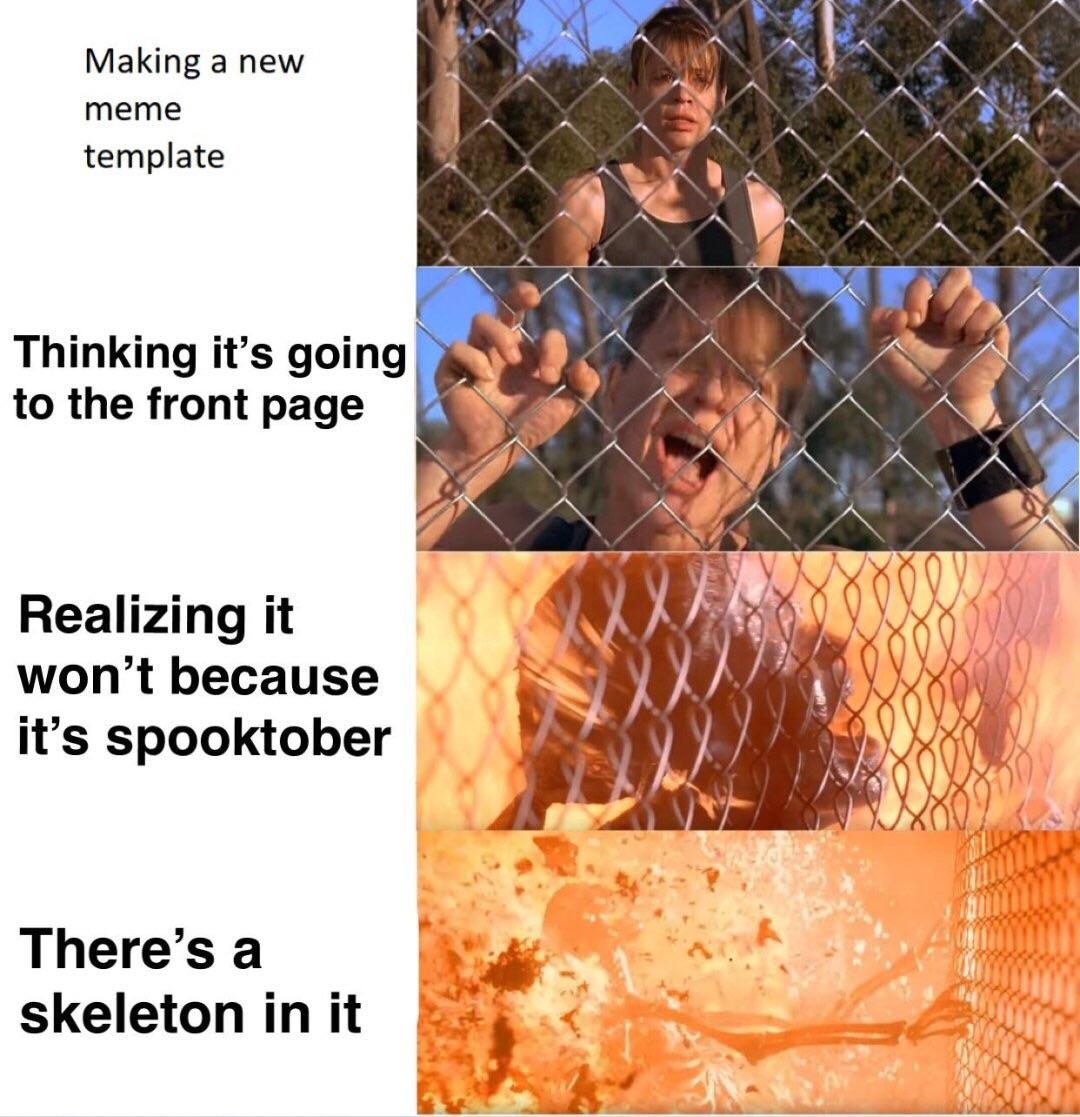 Making a new
meme
template
Thinking it’s going
to the front page
Realizing it
won’t because
it’s spooktober
There’s a
skeleton in it